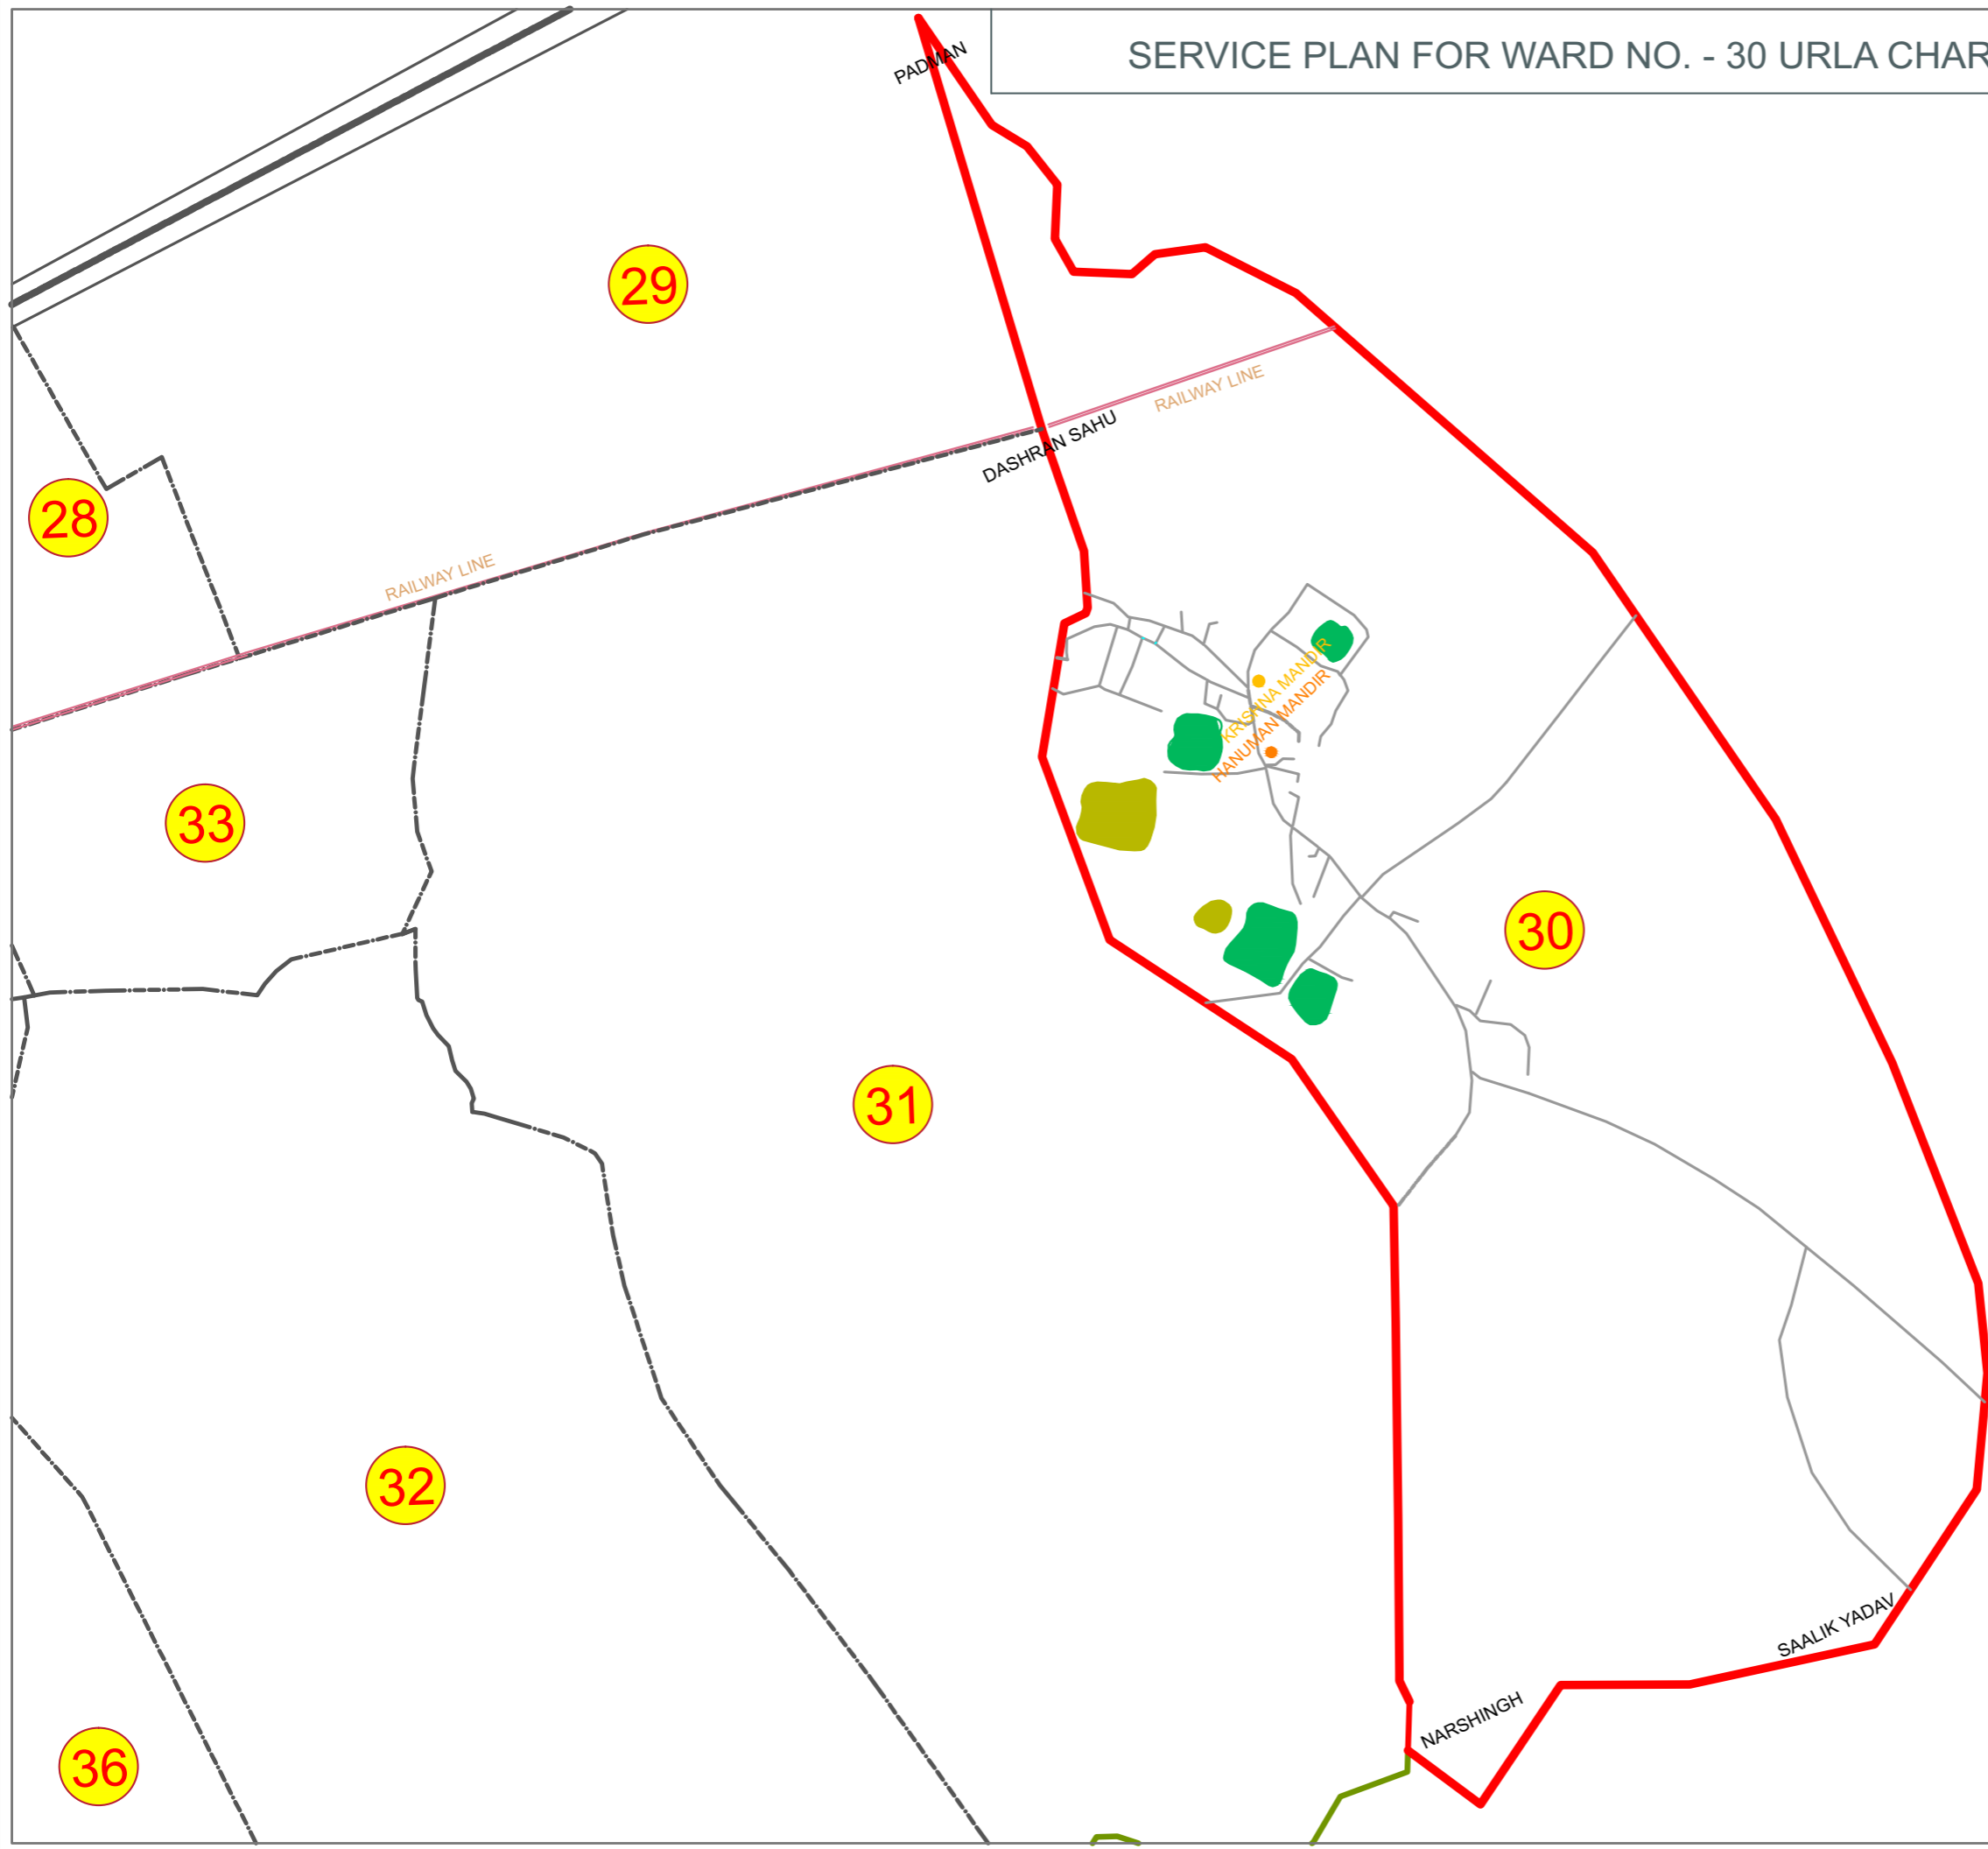 SERVICE PLAN FOR WARD NO. - 30 URLA CHAR
PADMAN
29
RAILWAY LINE
DASHRAN SAHU
28
RAILWAY LINE
KRISHNA MANDIR
HANUMAN MANDIR
33
30
31
32
SAALIK YADAV
NARSHINGH
36